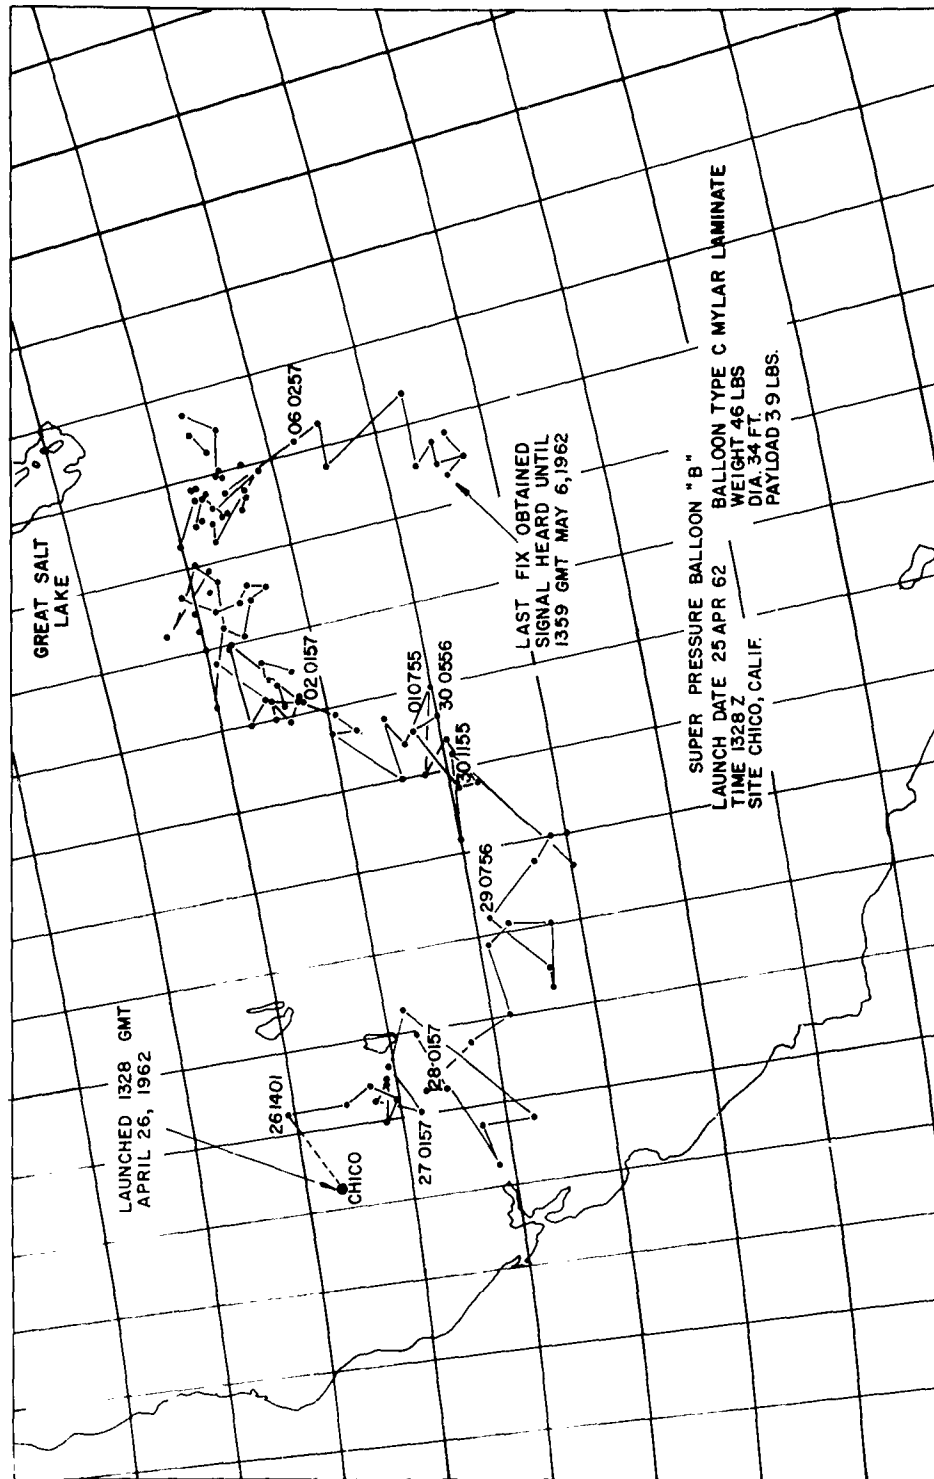 GREAT SALT
LAKE
LAUNCHED 1328 GMT
APRIL 26, 1962
26 1401
CHICO
27 0157
28 0157
29 0756
30 1155
30 0556
01 0755
02 0157
06 0257
LAST FIX OBTAINED
SIGNAL HEARD UNTIL
1359 GMT MAY 6, 1962
SUPER PRESSURE BALLOON "B"
LAUNCH DATE 25 APR 62
TIME 1328 Z
SITE CHICO, CALIF.
BALLOON TYPE C MYLAR LAMINATE
WEIGHT 46 LBS
DIA. 34 FT.
PAYLOAD 39 LBS.